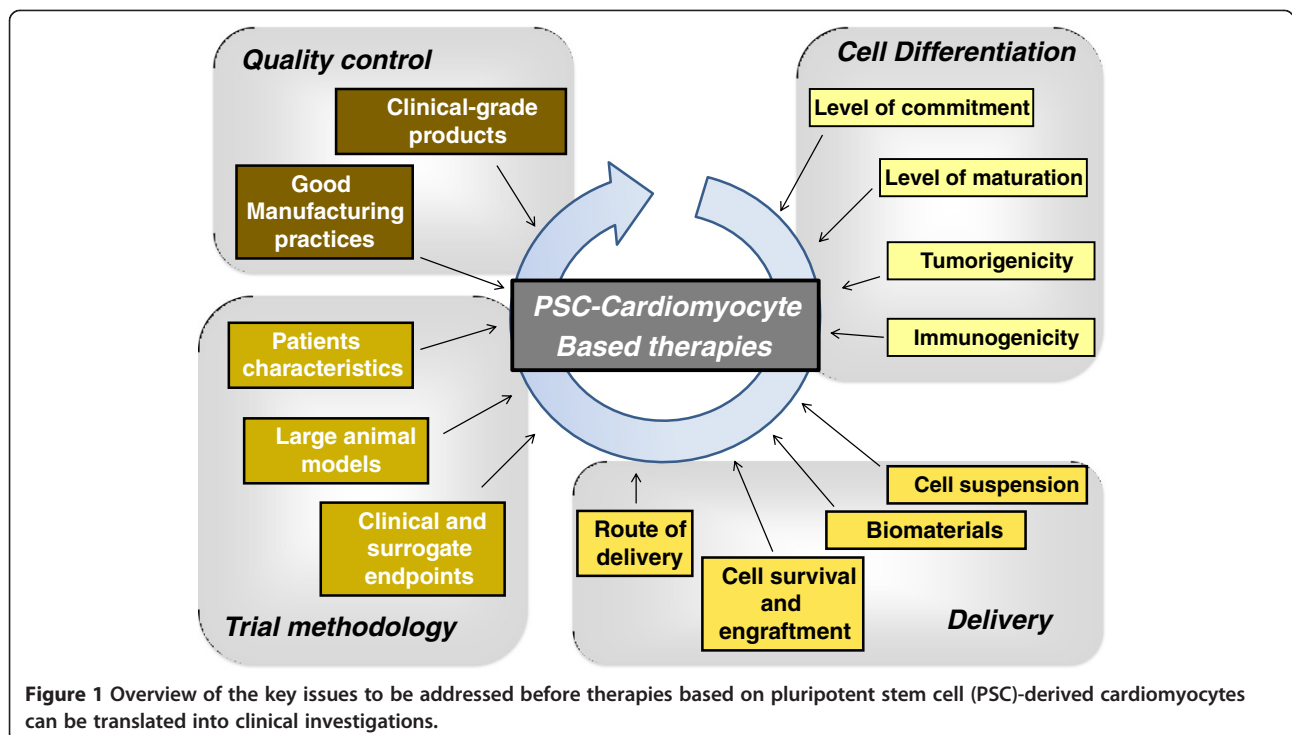 Quality control
Clinical-grade
products
Good
Manufacturing
practices
Cell Differentiation
Level of commitment
Level of maturation
Tumorigenicity
Immunogenicity
PSC-Cardiomyocyte
Based therapies
Patients
characteristics
Large animal
models
Clinical and
surrogate
endpoints
Trial methodology
Cell suspension
Biomaterials
Route of
delivery
Cell survival
and
engraftment
Delivery
Figure 1 Overview of the key issues to be addressed before therapies based on pluripotent stem cell (PSC)-derived cardiomyocytes
can be translated into clinical investigations.